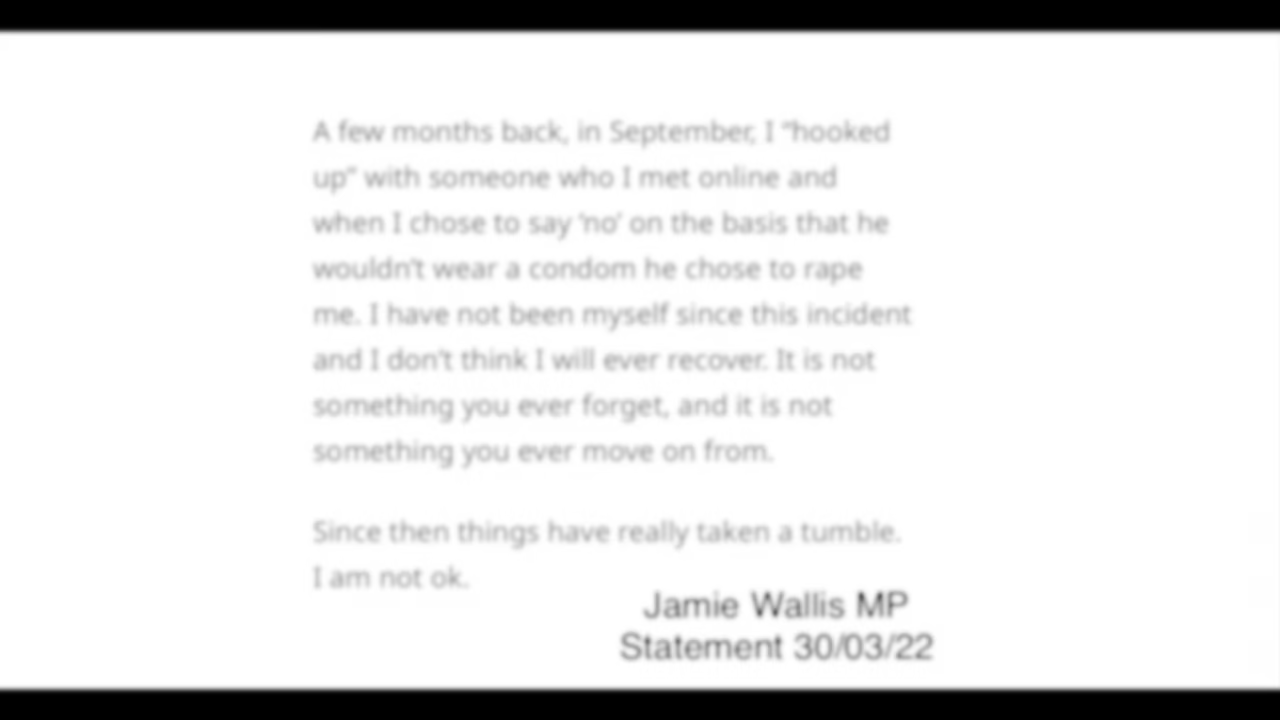 A few months back, in September, I “hooked
up” with someone who I met online and
when I chose to say ‘no’ on the basis that he
wouldn’t wear a condom he chose to rape
me. I have not been myself since this incident
and I don’t think I will ever recover. It is not
something you ever forget, and it is not
something you ever move on from.
Since then things have really taken a tumble.
I am not ok.
Jamie Wallis MP
Statement 30/03/22